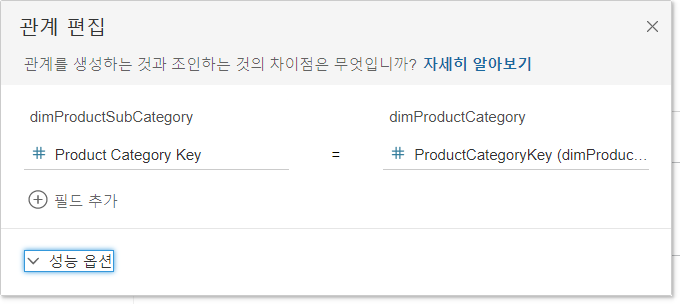 관계 편집
관계를 생성하는 것과 조인하는 것의 차이점은 무엇입니까? 자세히 알아보기
dimProductSubCategory dimProductCategory
# Product Category Key = # ProductCategoryKey (dimProduc...
필드 추가
성능 옵션